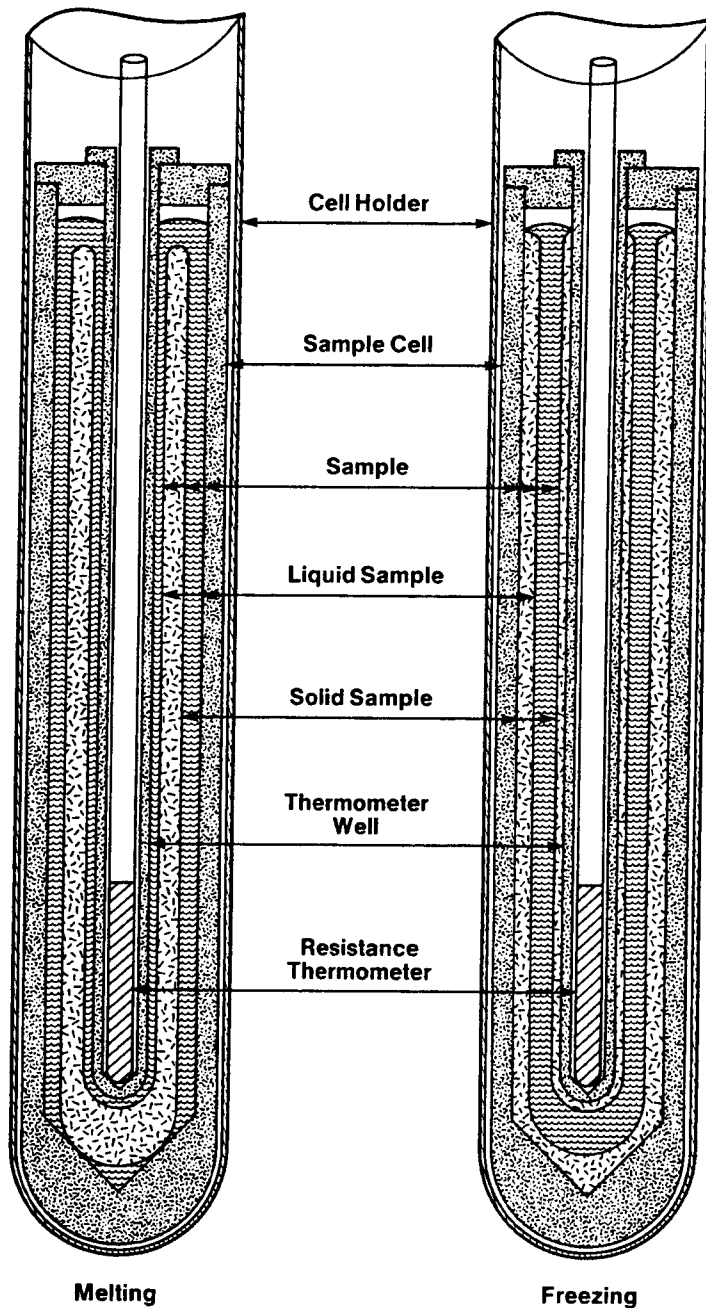 Cell Holder
Sample Cell
Sample
Liquid Sample
Solid Sample
Thermometer
Well
Resistance
Thermometer
Melting
Freezing